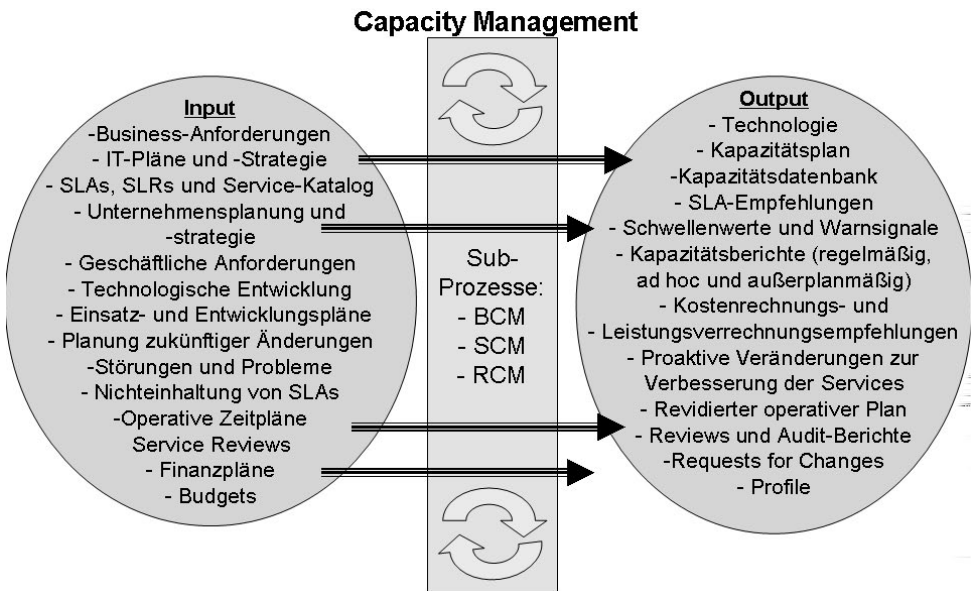 Capacity Management
Input
-Business-Anforderungen
- IT-Pläne und -Strategie
- SLAs, SLRs und Service-Katalog
- Unternehmensplanung und
-strategie
- Geschäftliche Anforderungen
- Technologische Entwicklung
- Einsatz- und Entwicklungspläne
- Planung zukünftiger Änderungen
-Störungen und Probleme
- Nichteinhaltung von SLAs
-Operative Zeitpläne
Service Reviews
- Finanzpläne
- Budgets
Sub-
Prozesse:
- BCM
- SCM
- RCM
Output
- Technologie
- Kapazitätsplan
-Kapazitätsdatenbank
- SLA-Empfehlungen
- Schwellenwerte und Warnsignale
- Kapazitätsberichte (regelmäßig,
ad hoc und außerplanmäßig)
- Kostenrechnungs- und
- Leistungsverrechnungsempfehlungen
- Proaktive Veränderungen zur
Verbesserung der Services
- Revidierter operativer Plan
- Reviews und Audit-Berichte
-Requests for Changes
- Profile